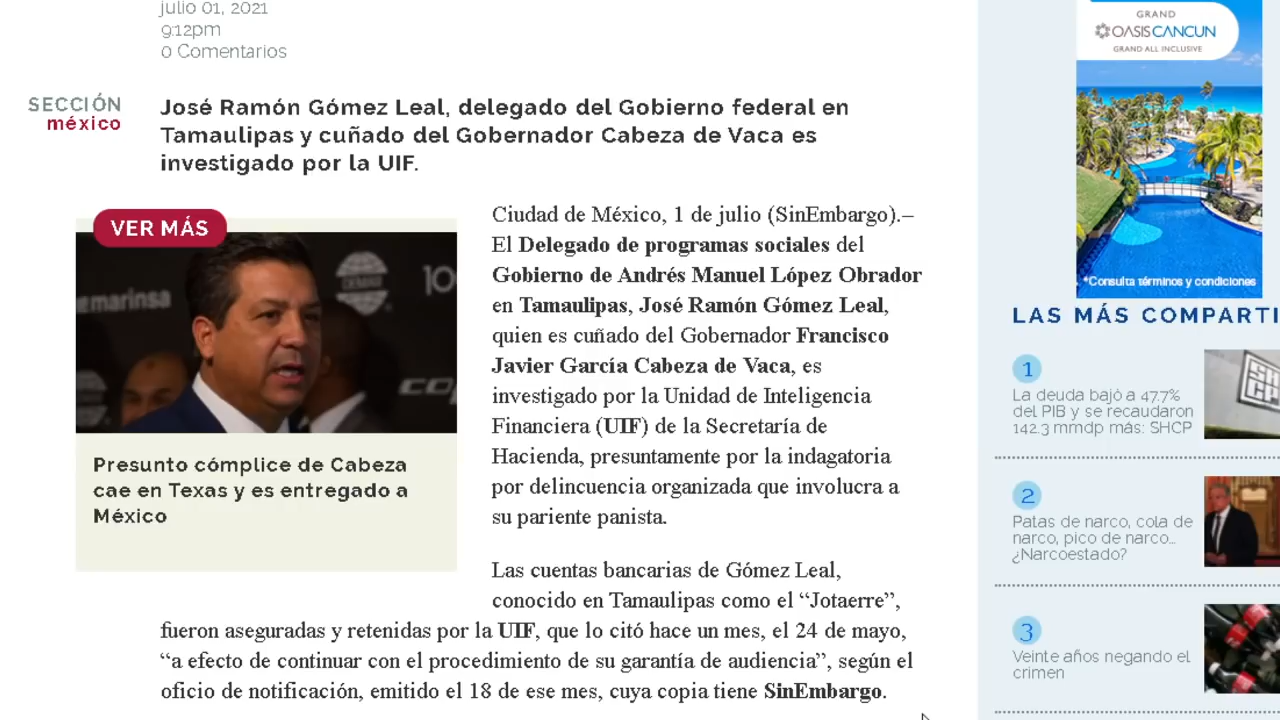 julio 01, 2021
9:12pm
0 Comentarios
SECCIÓN
méxico
José Ramón Gómez Leal, delegado del Gobierno federal en
Tamaulipas y cuñado del Gobernador Cabeza de Vaca es
investigado por la UIF.
VER MÁS
emarinsa
10
COP
Presunto cómplice de Cabeza
cae en Texas y es entregado a
México
Ciudad de México, 1 de julio (SinEmbargo).–
El Delegado de programas sociales del
Gobierno de Andrés Manuel López Obrador
en Tamaulipas, José Ramón Gómez Leal,
quien es cuñado del Gobernador Francisco
Javier García Cabeza de Vaca, es
investigado por la Unidad de Inteligencia
Financiera (UIF) de la Secretaría de
Hacienda, presuntamente por la indagatoria
por delincuencia organizada que involucra a
su pariente panista.
Las cuentas bancarias de Gómez Leal,
conocido en Tamaulipas como el “Jotaerre”,
fueron aseguradas y retenidas por la UIF, que lo citó hace un mes, el 24 de mayo,
“a efecto de continuar con el procedimiento de su garantía de audiencia”, según el
oficio de notificación, emitido el 18 de ese mes, cuya copia tiene SinEmbargo.
GRAND
OASIS CANCUN
GRAND ALL INCLUSIVE
*Consulta términos y condiciones
LAS MÁS COMPARTI
1
La deuda bajó a 47.7%
del PIB y se recaudaron
142.3 mmdp más: SHCP
2
Patas de narco, cola de
narco, pico de narco…
¿Narcoestado?
3
Veinte años negando el
crimen